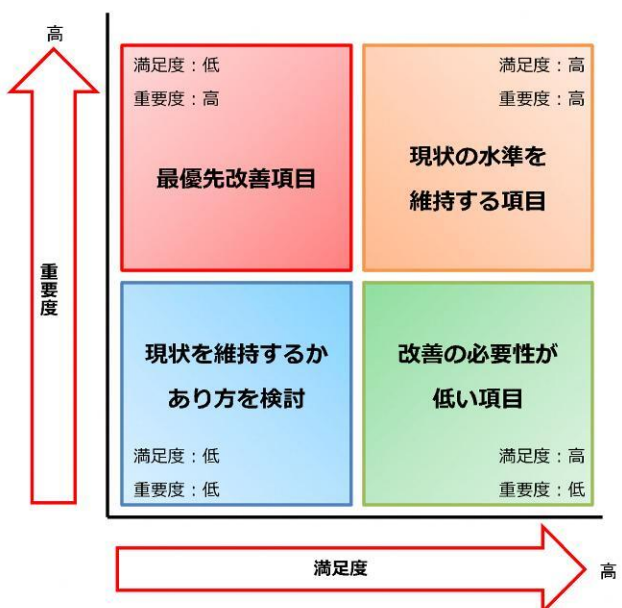 高
満足度：低
重要度：高
最優先改善項目
満足度：高
重要度：高
現状の水準を
維持する項目
重要度
現状を維持するか
あり方を検討
満足度：低
重要度：低
改善の必要性が
低い項目
満足度：高
重要度：低
満足度
高